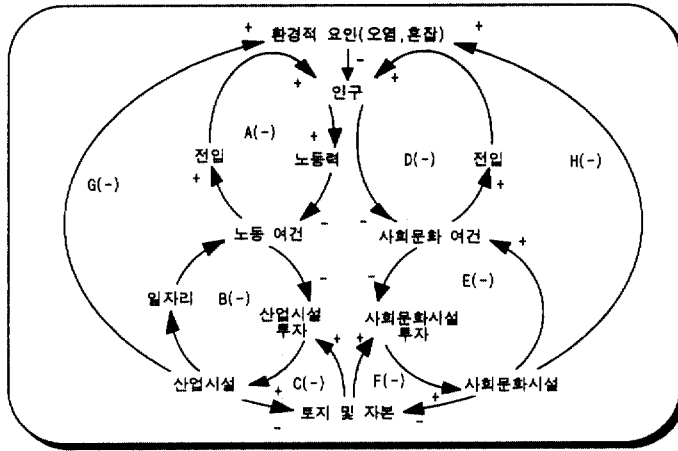 + 환경적 요인(오염,혼잡) +
-
+ 인구 +
A(-) + D(-)
전입 노동력 전입 H(-)
G(-) + +
노동 여건 - - 사회문화 여건 +
- - E(-)
일자리 B(-) 산업시설 투자 사회문화시설 투자
+ +
산업시설 + C(-) F(-) + 사회문화시설
- 토지 및 자본 -